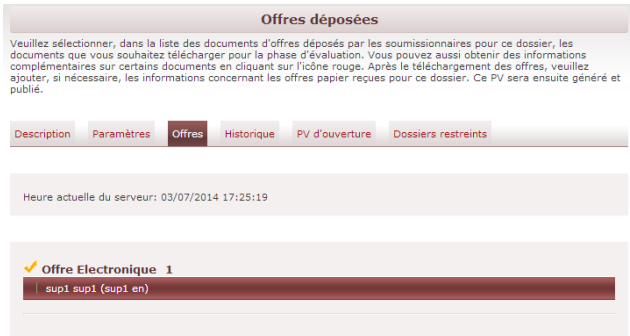 Offres déposées
Veuillez sélectionner, dans la liste des documents d'offres déposés par les soumissionnaires pour ce dossier, les
documents que vous souhaitez télécharger pour la phase d'évaluation. Vous pouvez aussi obtenir des informations
complémentaires sur certains documents en cliquant sur l'icône rouge. Après le téléchargement des offres, veuillez
ajouter, si nécessaire, les informations concernant les offres papier reçues pour ce dossier. Ce PV sera ensuite généré et
publié.
Description Paramètres Offres Historique PV d'ouverture Dossiers restreints
Heure actuelle du serveur: 03/07/2014 17:25:19
Offre Electronique 1
sup1 sup1 (sup1 en)